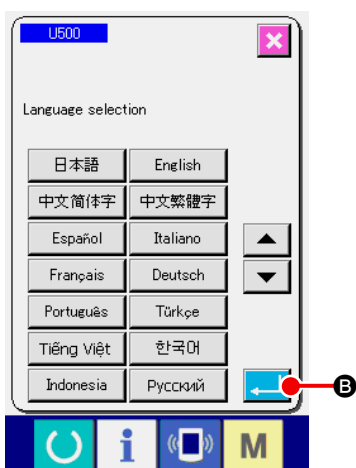 U500
Language selection
日本語 English
中文简体字 中文繁體字
Español Italiano
Français Deutsch
Português Türkçe
Tiếng Việt 한국어
Indonesia Русский
B
i M